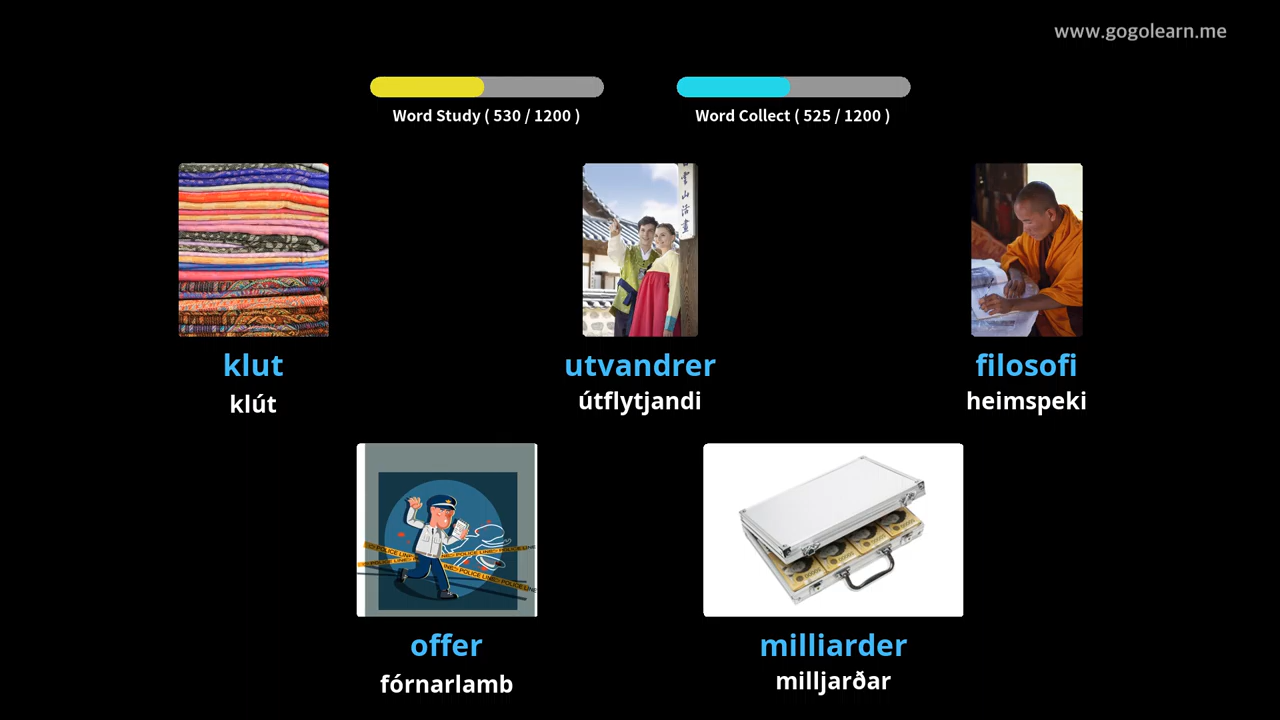 www.gogolearn.me
Word Study ( 530 / 1200 )
Word Collect ( 525 / 1200 )
klut
klút
utvandrer
útflytjandi
filosofi
heimspeki
offer
fórnarlamb
milliarder
milljarðar